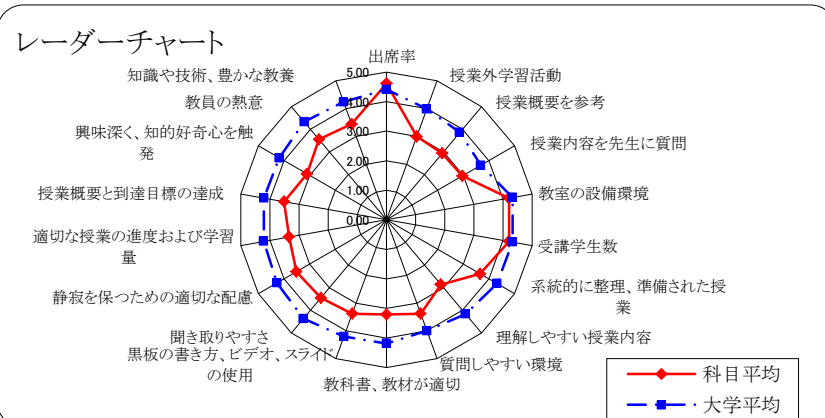 レーダーチャート
出席率
授業外学習活動
授業概要を参考
授業内容を先生に質問
教室の設備環境
受講学生数
系統的に整理、準備された授
業
理解しやすい授業内容
質問しやすい環境
教科書、教材が適切
黒板の書き方、ビデオ、スライド
の使用
聞き取りやすさ
静寂を保つための適切な配慮
適切な授業の進度および学習
量
授業概要と到達目標の達成
興味深く、知的好奇心を触
発
教員の熱意
知識や技術、豊かな教養
5.00
4.00
3.00
2.00
1.00
0.00
科目平均
大学平均